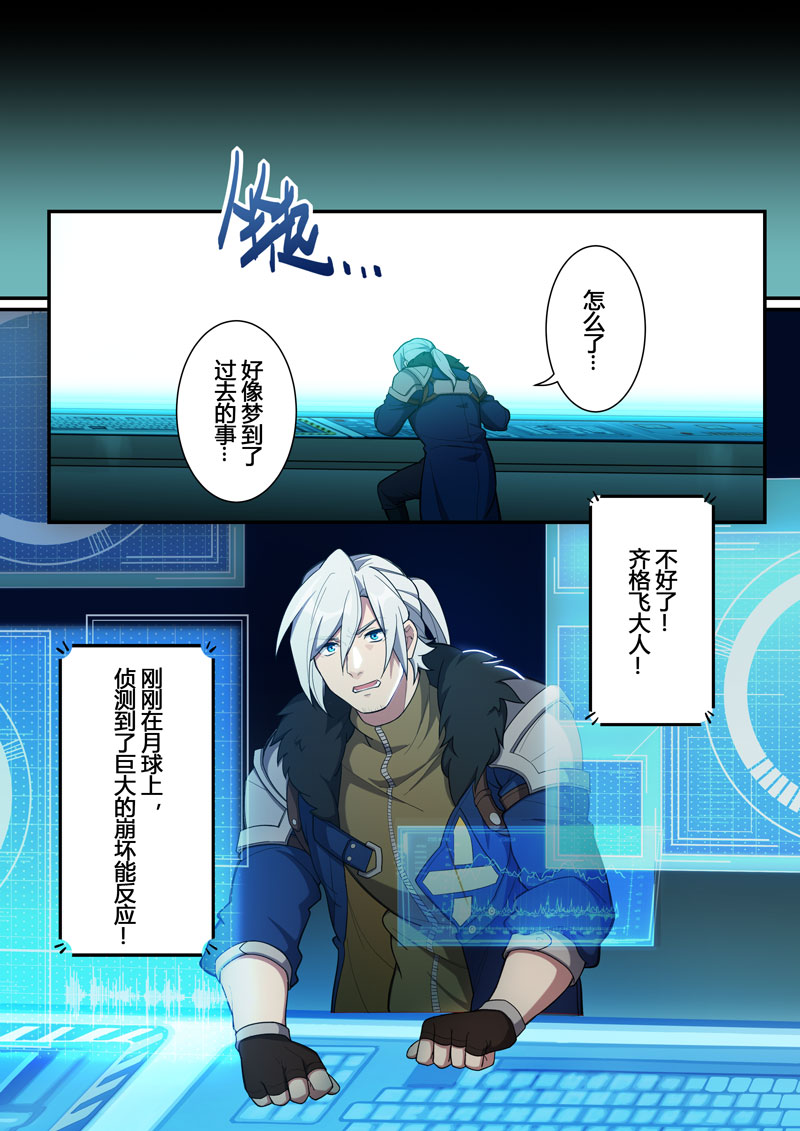 坐起…
怎么了…
好像梦到了
过去的事…
不好了！
齐格飞大人！
刚刚在月球上，
侦测到了巨大的崩坏能反应！